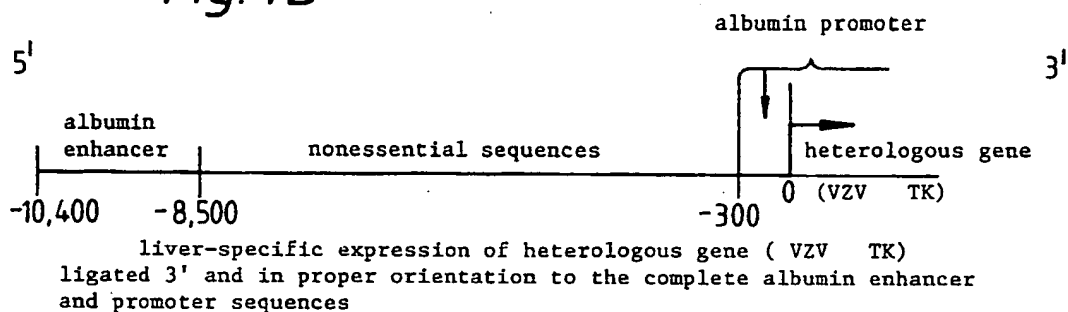 albumin promoter
5' 3'
albumin
enhancer nonessential sequences heterologous gene
-10,400 -8,500 -300 0 (VZV TK)
liver-specific expression of heterologous gene ( VZV TK)
ligated 3' and in proper orientation to the complete albumin enhancer
and promoter sequences